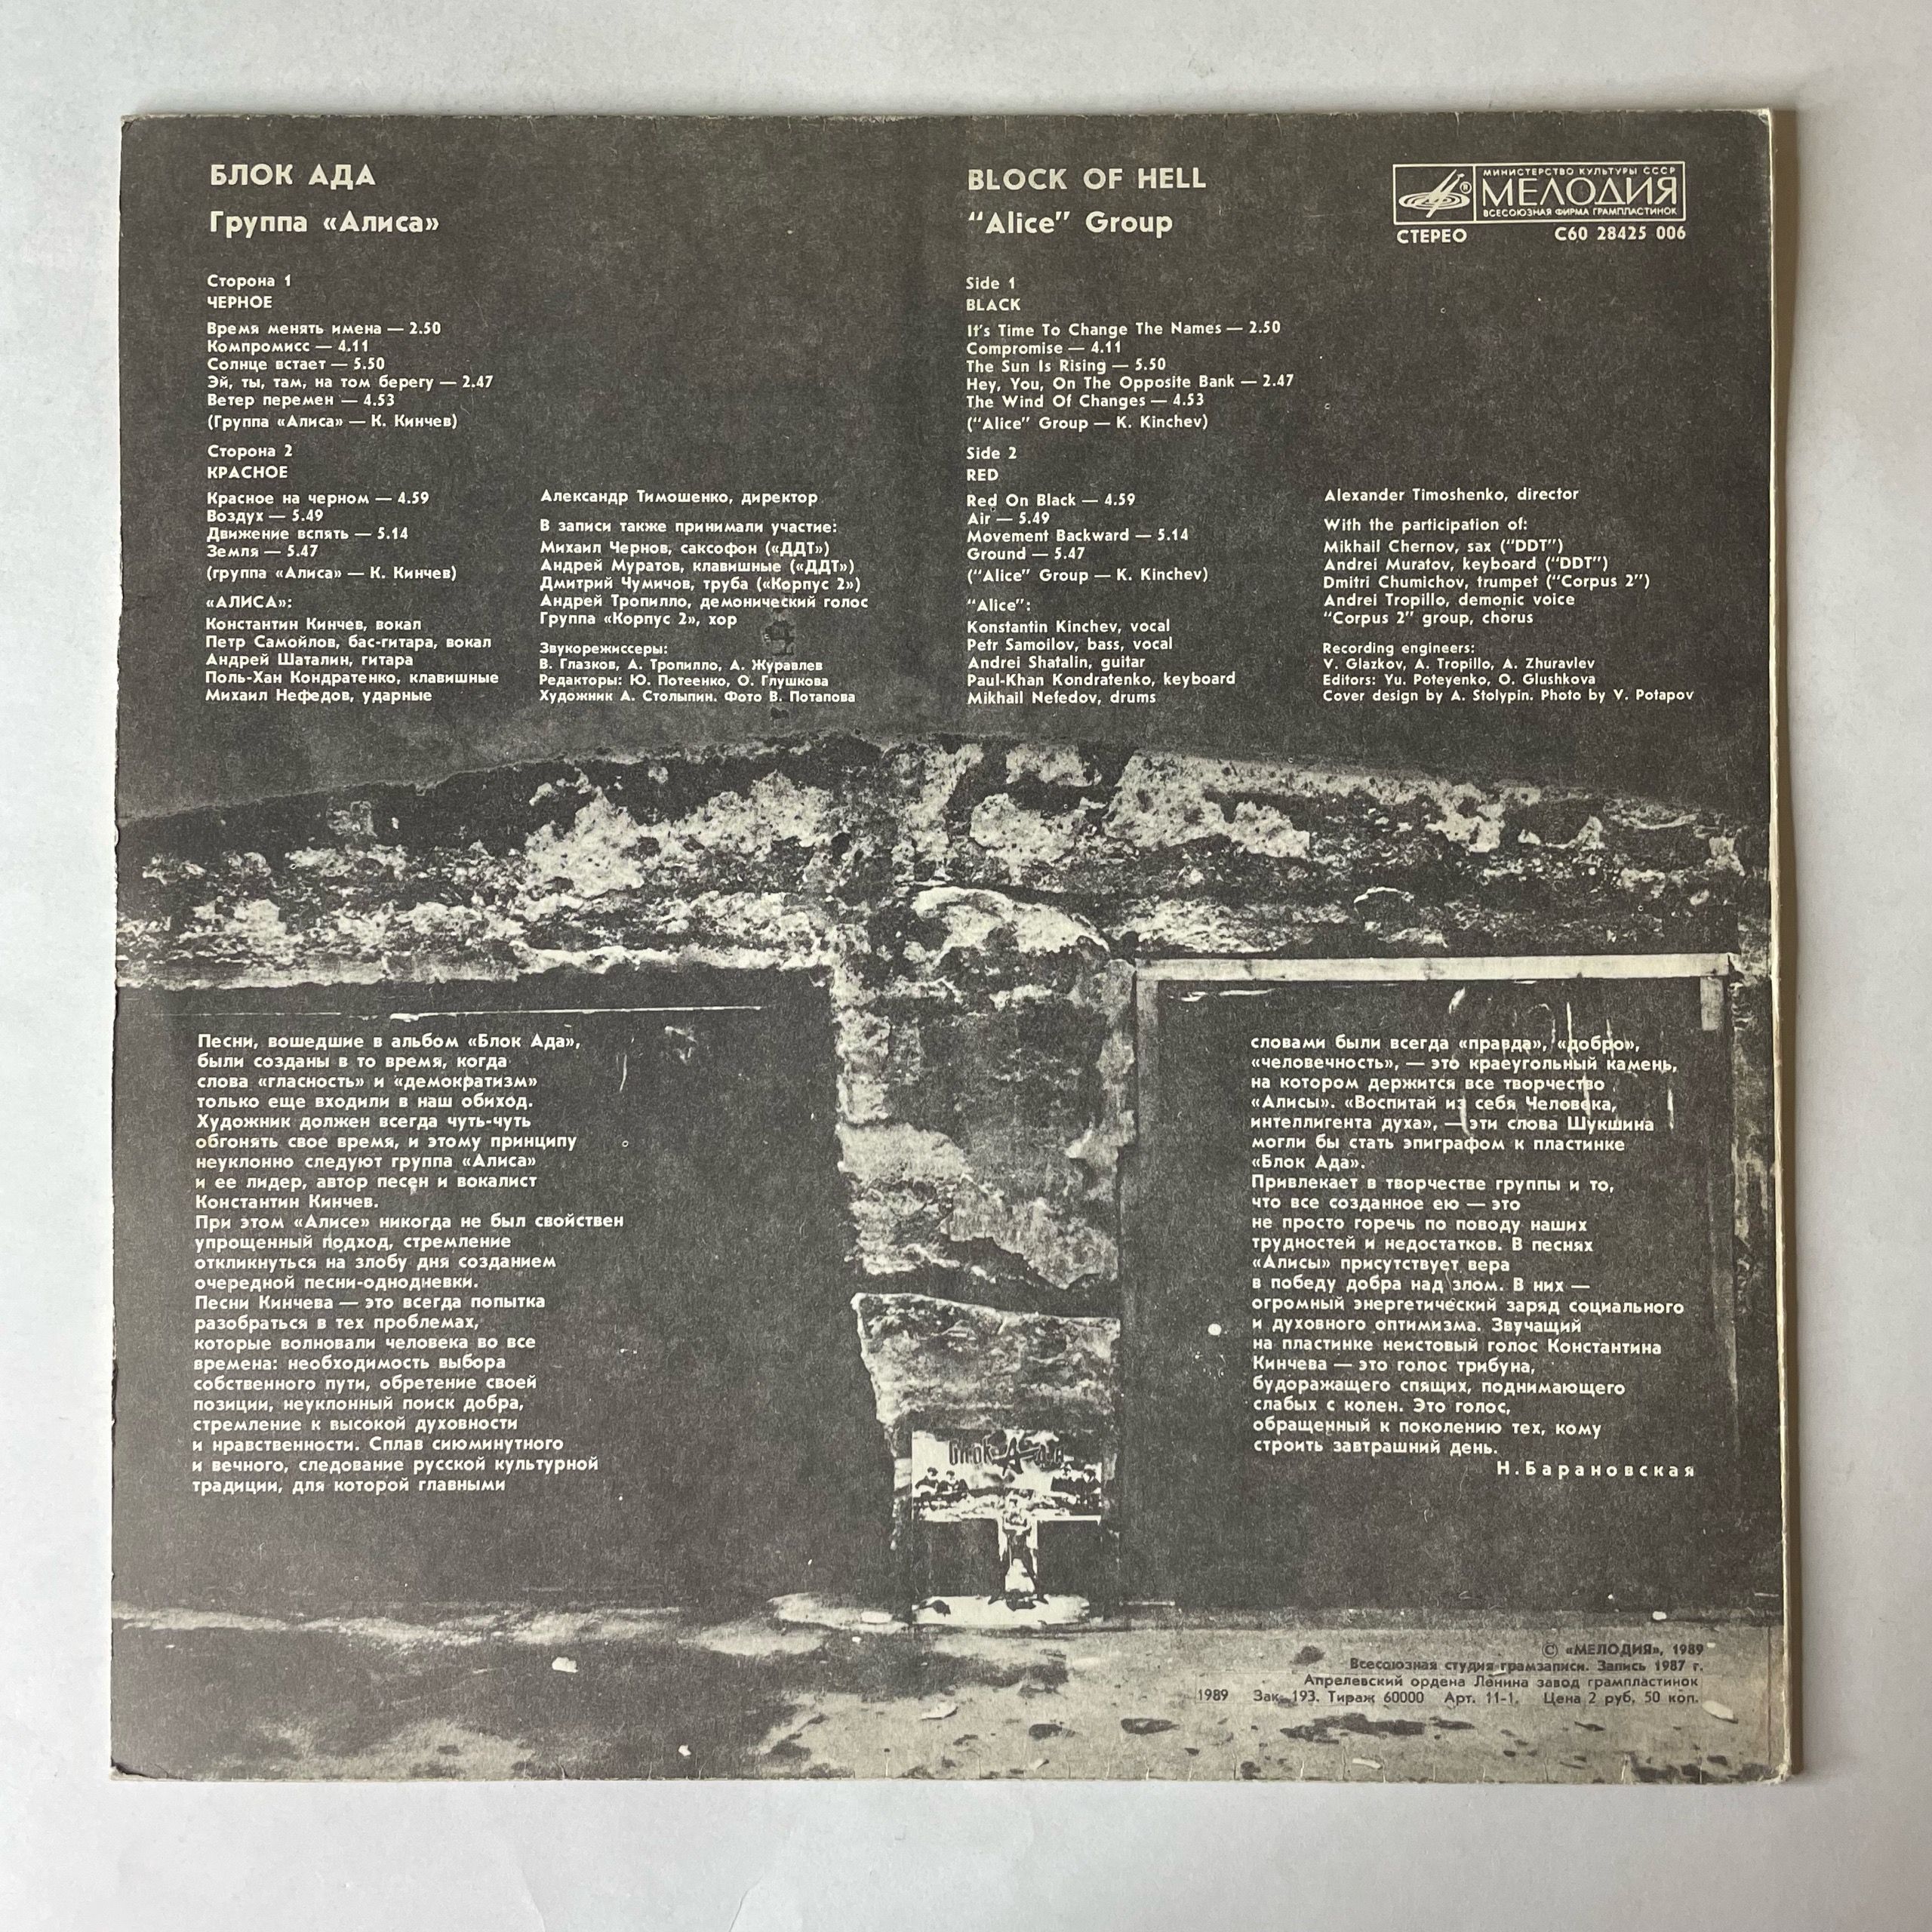 БЛОК АДА
Группа «Алиса»
Сторона 1
ЧЕРНОЕ
Время менять имена — 2.50
Компромисс — 4.11
Солнце встает — 5.50
Эй, ты, там, на том берегу — 2.47
Ветер перемен — 4.53
(Группа «Алиса» — К. Кинчев)
Сторона 2
КРАСНОЕ
Красное на черном — 4.59
Воздух — 5.49
Движение вспять — 5.14
Земля — 5.47
(группа «Алиса» — К. Кинчев)
«АЛИСА»:
Константин Кинчев, вокал
Петр Самойлов, бас-гитара, вокал
Андрей Шаталин, гитара
Поль-Хан Кондратенко, клавишные
Михаил Нефедов, ударные
Александр Тимошенко, директор
В записи также принимали участие:
Михаил Чернов, саксофон («ДДТ»)
Андрей Муратов, клавишные («ДДТ»)
Дмитрий Чумичов, труба («Корпус 2»)
Андрей Тропилло, демонический голос
Группа «Корпус 2», хор
Звукорежиссеры:
В. Глазков, А. Тропилло, А. Журавлев
Редакторы: Ю. Потеенко, О. Глушкова
Художник А. Столыпин. Фото В. Потапова
BLOCK OF HELL
“Alice” Group
Side 1
BLACK
It's Time To Change The Names — 2.50
Compromise — 4.11
The Sun Is Rising — 5.50
Hey, You, On The Opposite Bank — 2.47
The Wind Of Changes — 4.53
(“Alice” Group — K. Kinchev)
Side 2
RED
Red On Black — 4.59
Air — 5.49
Movement Backward — 5.14
Ground — 5.47
(“Alice” Group — K. Kinchev)
“Alice”:
Konstantin Kinchev, vocal
Petr Samoilov, bass, vocal
Andrei Shatalin, guitar
Paul-Khan Kondratenko, keyboard
Mikhail Nefedov, drums
МИНИСТЕРСТВО КУЛЬТУРЫ СССР
МЕЛОДИЯ
ВСЕСОЮЗНАЯ ФИРМА ГРАМПЛАСТИНОК
СТЕРЕО С60 28425 006
Alexander Timoshenko, director
With the participation of:
Mikhail Chernov, sax (“DDT”)
Andrei Muratov, keyboard (“DDT”)
Dmitri Chumichov, trumpet (“Corpus 2”)
Andrei Tropillo, demonic voice
“Corpus 2” group, chorus
Recording engineers:
V. Glazkov, A. Tropillo, A. Zhuravlev
Editors: Yu. Poteyenko, O. Glushkova
Cover design by A. Stolypin. Photo by V. Potapov
Песни, вошедшие в альбом «Блок Ада»,
были созданы в то время, когда
слова «гласность» и «демократизм»
только еще входили в наш обиход.
Художник должен всегда чуть-чуть
обгонять свое время, и этому принципу
неуклонно следуют группа «Алиса»
и ее лидер, автор песен и вокалист
Константин Кинчев.
При этом «Алисе» никогда не был свойствен
упрощенный подход, стремление
откликнуться на злобу дня созданием
очередной песни-однодневки.
Песни Кинчева — это всегда попытка
разобраться в тех проблемах,
которые волновали человека во все
времена: необходимость выбора
собственного пути, обретение своей
позиции, неуклонный поиск добра,
стремление к высокой духовности
и нравственности. Сплав сиюминутного
и вечного, следование русской культурной
традиции, для которой главными
словами были всегда «правда», «добро»,
«человечность», — это краеугольный камень,
на котором держится все творчество
«Алисы». «Воспитай из себя Человека,
интеллигента духа», — эти слова Шукшина
могли бы стать эпиграфом к пластинке
«Блок Ада».
Привлекает в творчестве группы и то,
что все созданное ею — это
не просто горечь по поводу наших
трудностей и недостатков. В песнях
«Алисы» присутствует вера
в победу добра над злом. В них —
огромный энергетический заряд социального
и духовного оптимизма. Звучащий
на пластинке неистовый голос Константина
Кинчева — это голос трибуна,
будоражащего спящих, поднимающего
слабых с колен. Это голос,
обращенный к поколению тех, кому
строить завтрашний день.
Н. Барановская
© «МЕЛОДИЯ», 1989
Всесоюзная студия грамзаписи. Запись 1987 г.
Апрелевский ордена Ленина завод грампластинок
1989 Зак. 193. Тираж 60000 Арт. 11-1. Цена 2 руб. 50 коп.